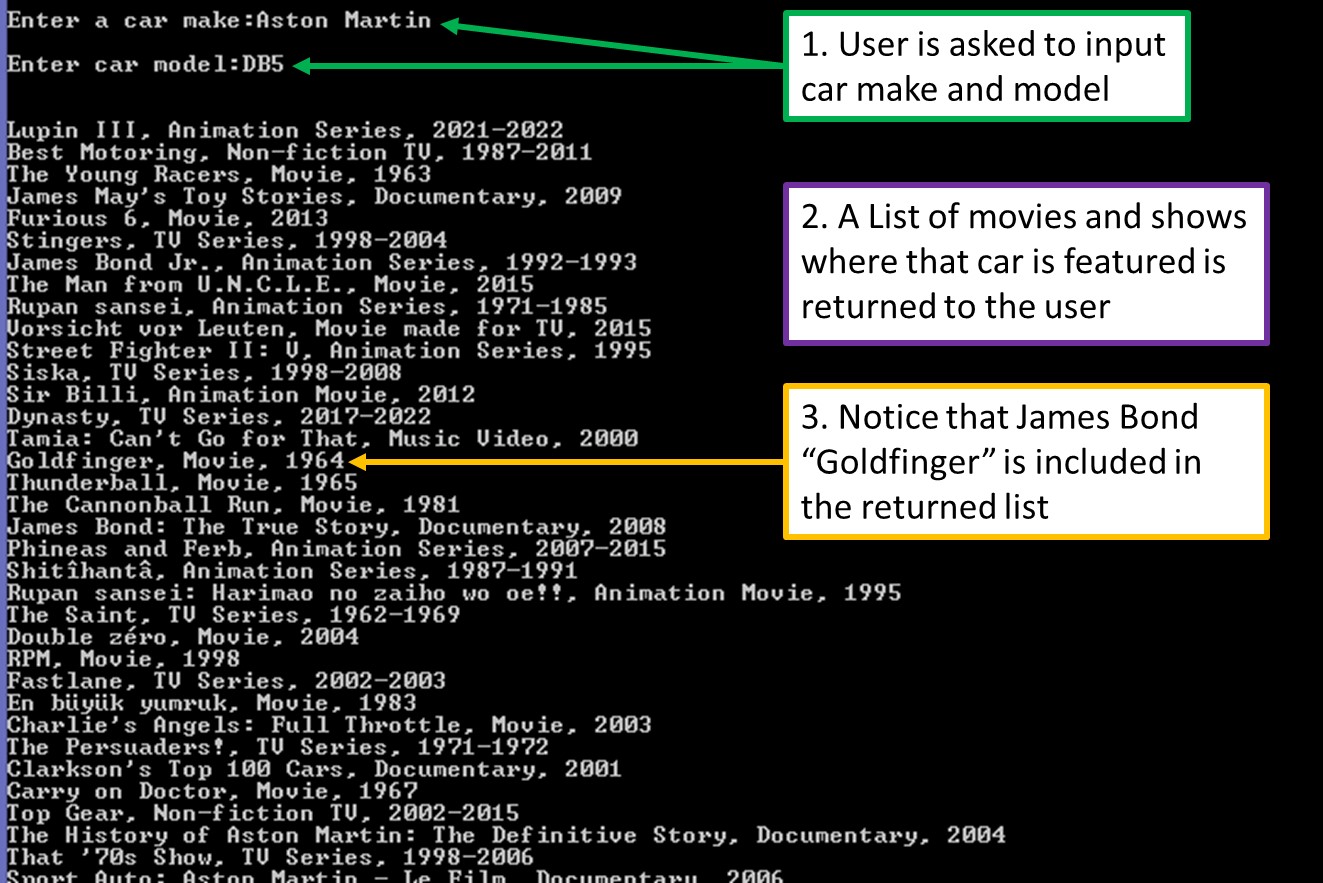 Enter a car make:Aston Martin
Enter car model:DB5
1. User is asked to input
car make and model
Lupin III, Animation Series, 2021-2022
Best Motoring, Non-fiction TV, 1987-2011
The Young Racers, Movie, 1963
James May's Toy Stories, Documentary, 2009
Furious 6, Movie, 2013
Stingers, TV Series, 1998-2004
James Bond Jr., Animation Series, 1992-1993
The Man from U.N.C.L.E., Movie, 2015
Rupan sansei, Animation Series, 1971-1985
Vorsicht vor Leuten, Movie made for TV, 2015
Street Fighter II: V, Animation Series, 1995
Siska, TV Series, 1998-2008
Sir Billi, Animation Movie, 2012
Dynasty, TV Series, 2017-2022
Tamia: Can't Go for That, Music Video, 2000
Goldfinger, Movie, 1964
Thunderball, Movie, 1965
The Cannonball Run, Movie, 1981
James Bond: The True Story, Documentary, 2008
Phineas and Ferb, Animation Series, 2007-2015
Shitîhantâ, Animation Series, 1987-1991
Rupan sansei: Harimao no zaiho wo oe!!, Animation Movie, 1995
The Saint, TV Series, 1962-1969
Double zéro, Movie, 2004
RPM, Movie, 1998
Fastlane, TV Series, 2002-2003
En büyük yumruk, Movie, 1983
Charlie's Angels: Full Throttle, Movie, 2003
The Persuaders!, TV Series, 1971-1972
Clarkson's Top 100 Cars, Documentary, 2001
Carry on Doctor, Movie, 1967
Top Gear, Non-fiction TV, 2002-2015
The History of Aston Martin: The Definitive Story, Documentary, 2004
That '70s Show, TV Series, 1998-2006
Sport Auto: Aston Martin - Le Film, Documentary, 2006
2. A List of movies and shows
where that car is featured is
returned to the user
3. Notice that James Bond
“Goldfinger” is included in
the returned list